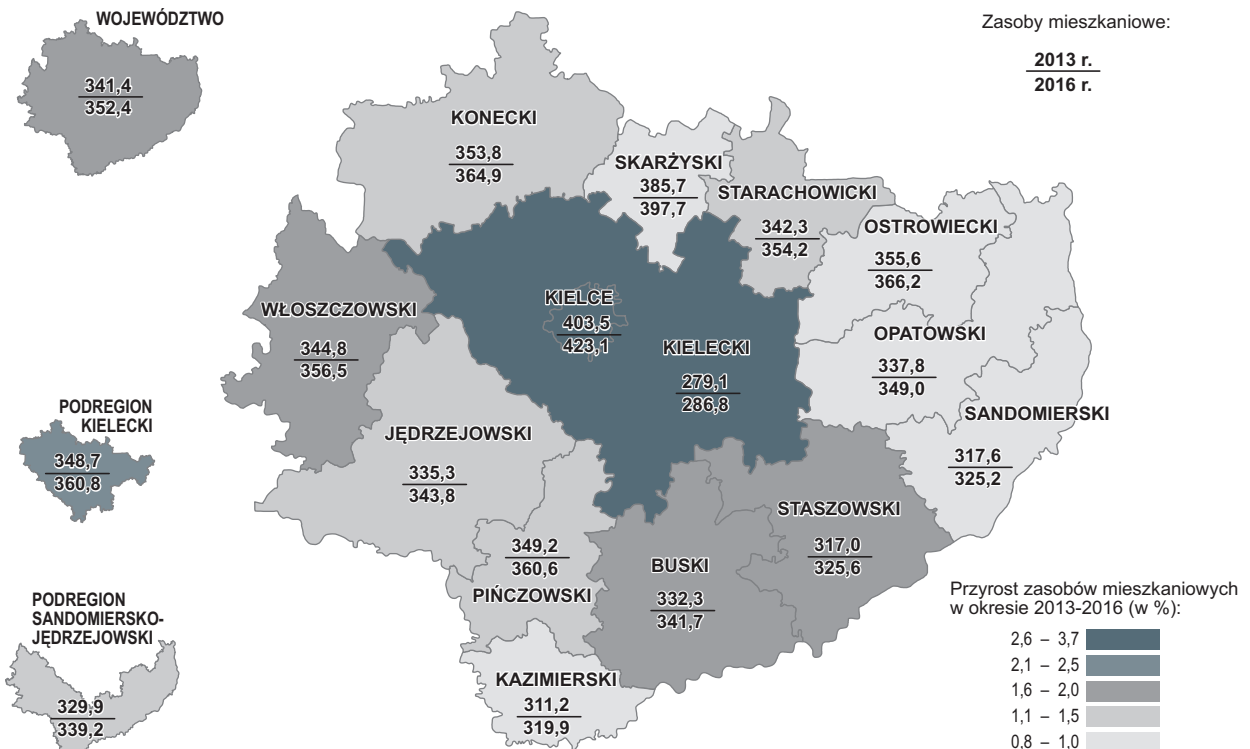 WOJEWÓDZTWO
341,4
352,4
Zasoby mieszkaniowe:
2013 r.
2016 r.
KONECKI
353,8
364,9
SKARŻYSKI
385,7
397,7
STARACHOWICKI
342,3
354,2
OSTROWIECKI
355,6
366,2
WŁOSZCZOWSKI
344,8
356,5
KIELCE
403,5
423,1
KIELECKI
279,1
286,8
OPATOWSKI
337,8
349,0
SANDOMIERSKI
317,6
325,2
PODREGION
KIELECKI
348,7
360,8
JĘDRZEJOWSKI
335,3
343,8
STASZOWSKI
317,0
325,6
349,2
360,6
PIŃCZOWSKI
BUSKI
332,3
341,7
PODREGION
SANDOMIERSKO-
JĘDRZEJOWSKI
329,9
339,2
KAZIMIERSKI
311,2
319,9
Przyrost zasobów mieszkaniowych
w okresie 2013-2016 (w %):
2,6 – 3,7
2,1 – 2,5
1,6 – 2,0
1,1 – 1,5
0,8 – 1,0